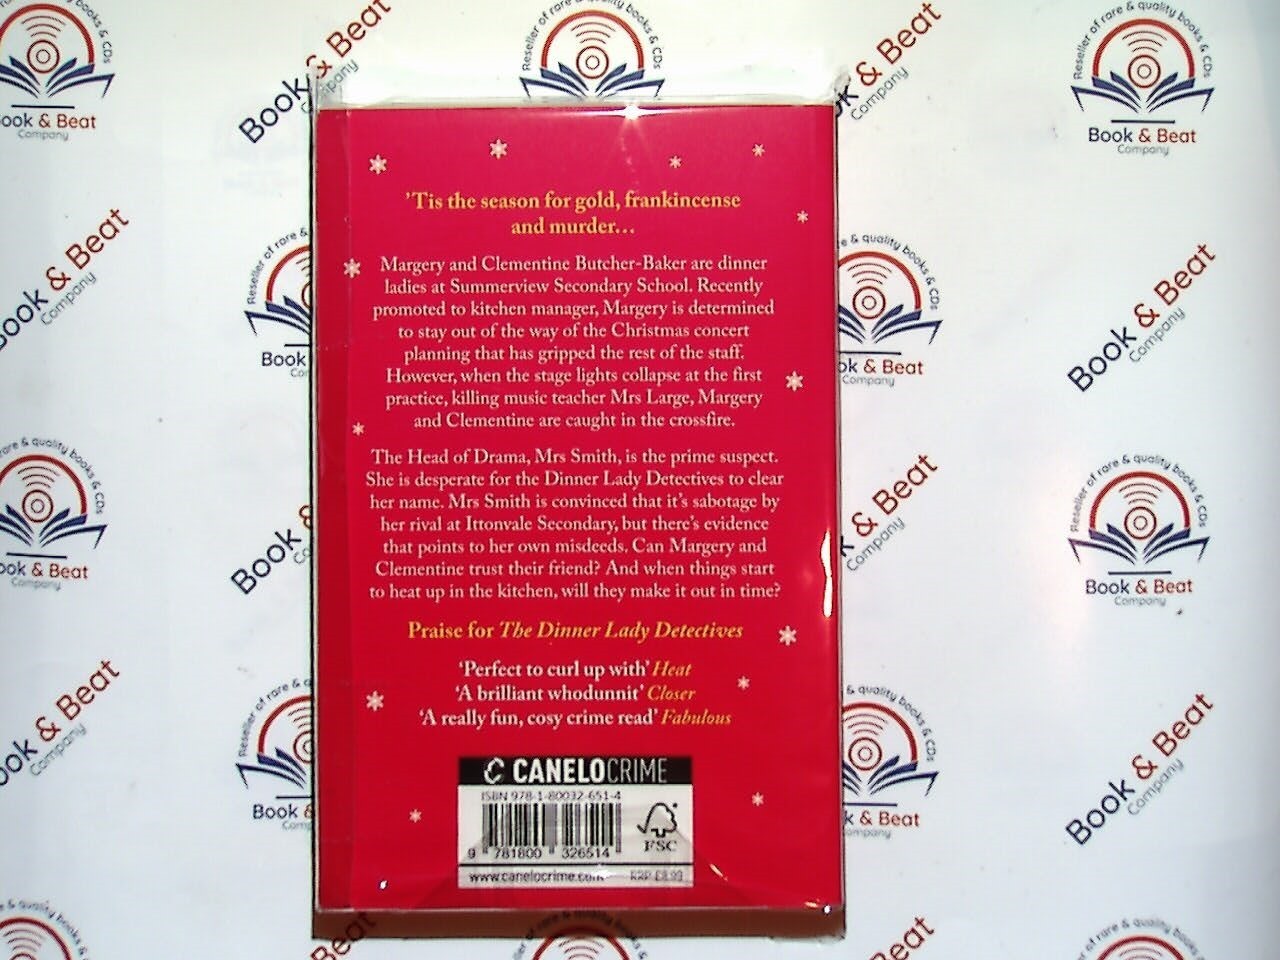 'Tis the season for gold, frankincense
and murder…
Margery and Clementine Butcher-Baker are dinner
ladies at Summerview Secondary School. Recently
promoted to kitchen manager, Margery is determined
to stay out of the way of the Christmas concert
planning that has gripped the rest of the staff.
However, when the stage lights collapse at the first
practice, killing music teacher Mrs Large, Margery
and Clementine are caught in the crossfire.
The Head of Drama, Mrs Smith, is the prime suspect.
She is desperate for the Dinner Lady Detectives to clear
her name. Mrs Smith is convinced that it's sabotage by
her rival at Ittonvale Secondary, but there's evidence
that points to her own misdeeds. Can Margery and
Clementine trust their friend? And when things start
to heat up in the kitchen, will they make it out in time?
Praise for The Dinner Lady Detectives
'Perfect to curl up with' Heat
'A brilliant whodunnit' Closer
'A really fun, cosy crime read' Fabulous
CANELOCRIME
ISBN 978-1-80032-651-4
9 781800 326514
FSC
www.canelocrime.com RRP £8.99
Reseller of rare & quality books & CDs
Book & Beat
Company